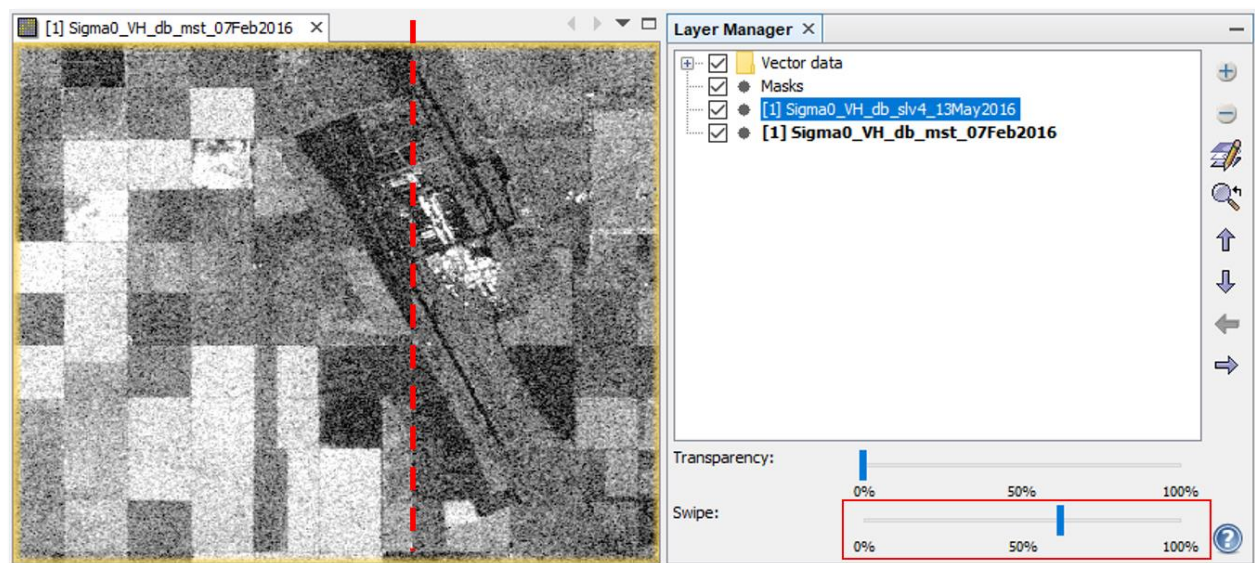 [1] Sigma0_VH_db_mst_07Feb2016
Layer Manager
Vector data
Masks
[1] Sigma0_VH_db_slv4_13May2016
[1] Sigma0_VH_db_mst_07Feb2016
Transparency:
0% 50% 100%
Swipe:
0% 50% 100%